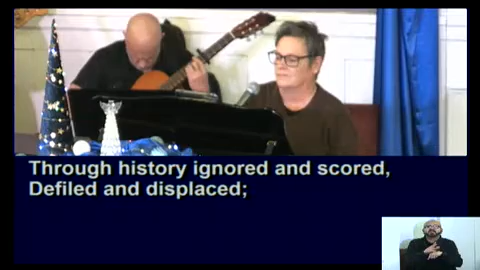 Through history ignored and scored,
Defiled and displaced;